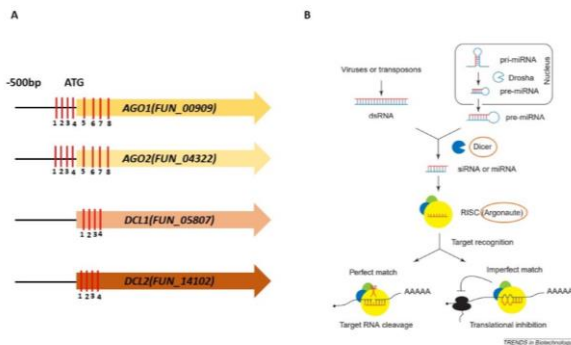 A
-500bp
ATG
AGO1(FUN_00909)
1 2 3 4 5 6 7 8
AGO2(FUN_04322)
1 2 3 4 5 6 7 8
DCL1(FUN_05807)
1 2 3 4
DCL2(FUN_14102)
1 2 3 4
B
Viruses or transposons
dsRNA
pri-miRNA
Drosha
pre-miRNA
Nucleus
pre-miRNA
Dicer
siRNA or miRNA
RISC (Argonaute)
Target recognition
Perfect match
AAAAA
Target RNA cleavage
Imperfect match
AAAAA
Translational inhibition
TRENDS in Biotechnology